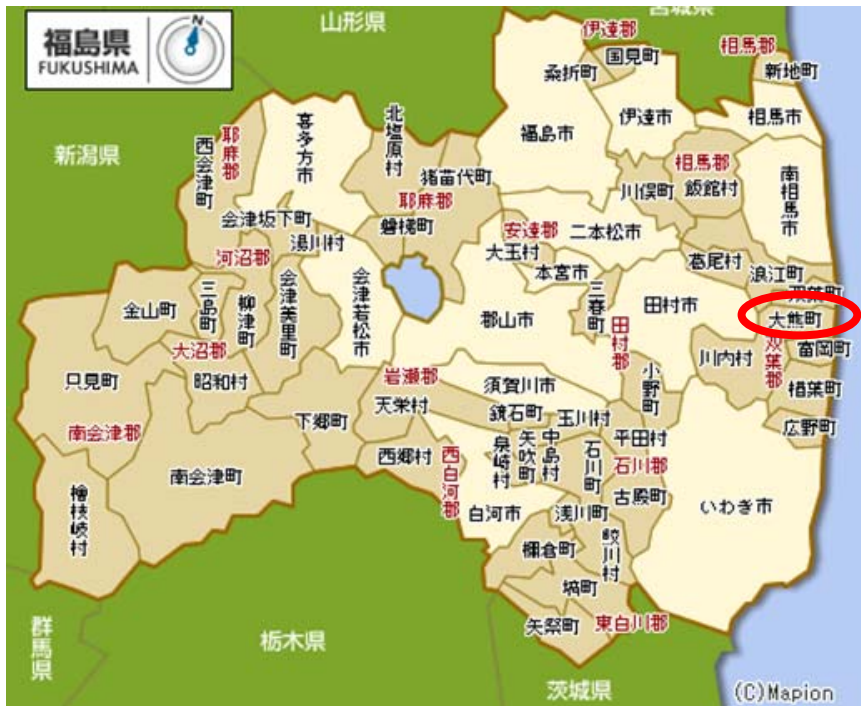 福島県
FUKUSHIMA
山形県
宮城県
新潟県
伊達郡
国見町
桑折町
相馬郡
新地町
伊達市
相馬市
福島市
喜多方市
北塩原村
耶麻郡
西会津町
猪苗代町
耶麻郡
相馬郡
飯館村
川俣町
南相馬市
会津坂下町
磐梯町
安達郡
二本松市
湯川村
大玉村
葛尾村
浪江町
河沼郡
本宮市
双葉町
大熊町
金山町
三島町
柳津町
会津美里町
会津若松市
郡山市
三春町
田村市
田村郡
双葉郡
富岡町
川内村
大沼郡
只見町
昭和村
岩瀬郡
須賀川市
小野町
楢葉町
天栄村
鏡石町
玉川村
下郷町
広野町
南会津郡
泉崎村
矢吹町
中島村
石川町
平田村
西郷村
西白河郡
石川郡
南会津町
古殿町
いわき市
檜枝岐村
白河市
浅川町
鮫川村
棚倉町
塙町
矢祭町
東白川郡
群馬県
栃木県
茨城県
(C)Mapion